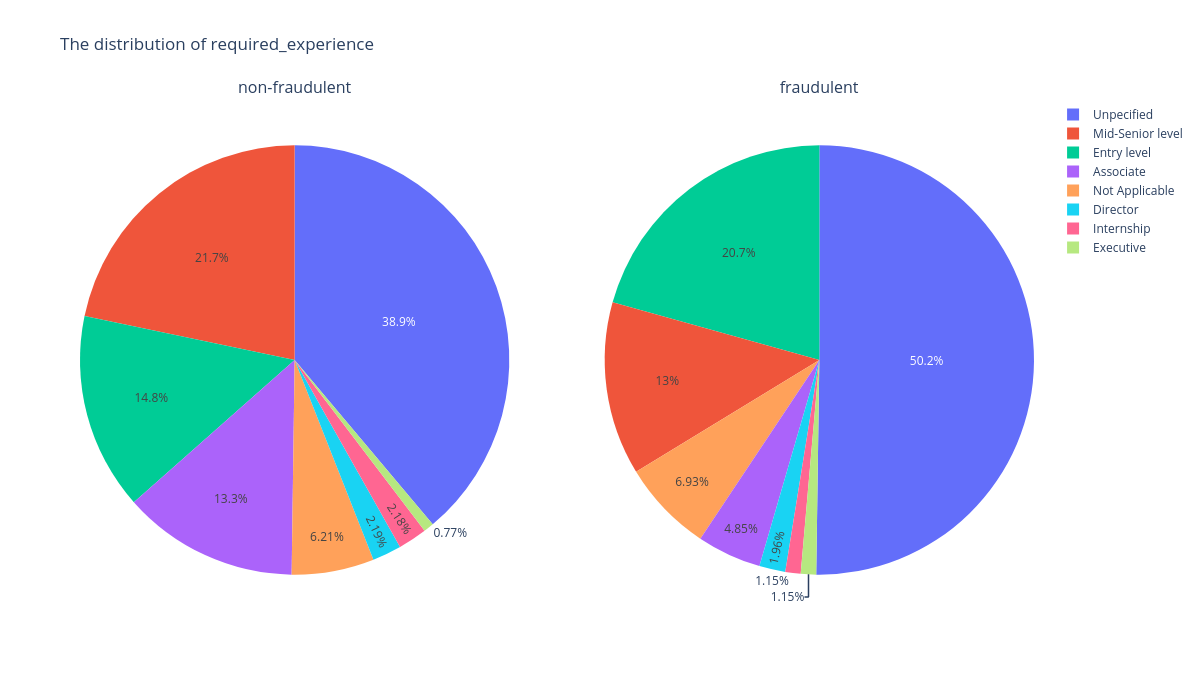 The distribution of required_experience
non-fraudulent
fraudulent
Unpecified
Mid-Senior level
Entry level
Associate
Not Applicable
Director
Internship
Executive
21.7%
38.9%
14.8%
13.3%
6.21%
2.19%
2.18%
0.77%
20.7%
50.2%
13%
6.93%
4.85%
1.96%
1.15%
1.15%